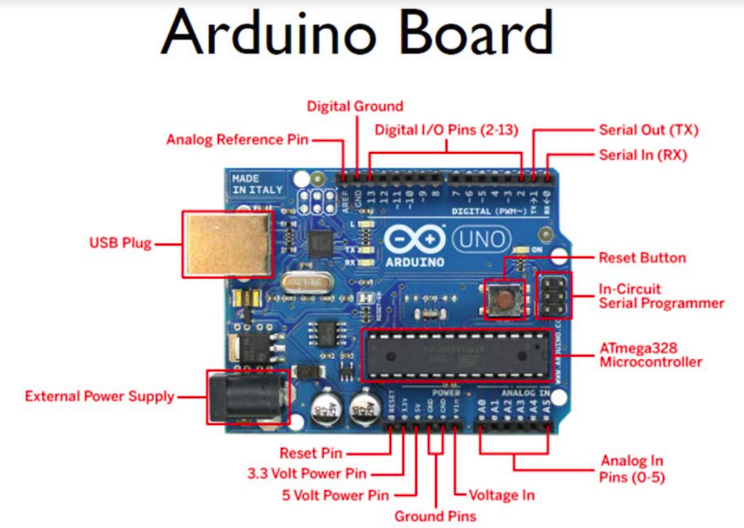 Arduino Board
Digital Ground
Analog Reference Pin
Digital I/O Pins (2-13)
Serial Out (TX)
Serial In (RX)
MADE
IN ITALY
AREF
GND
13
12
~11
~10
~9
8
7
~6
~5
4
~3
2
TX→1
RX←0
DIGITAL (PWM~)
L
TX
RX
UNO
ARDUINO
ON
USB Plug
Reset Button
In-Circuit
Serial Programmer
ATmega328
Microcontroller
External Power Supply
POWER
ANALOG IN
RESET
3.3V
5V
GND
GND
Vin
A0
A1
A2
A3
A4
A5
Reset Pin
3.3 Volt Power Pin
5 Volt Power Pin
Ground Pins
Voltage In
Analog In
Pins (0-5)